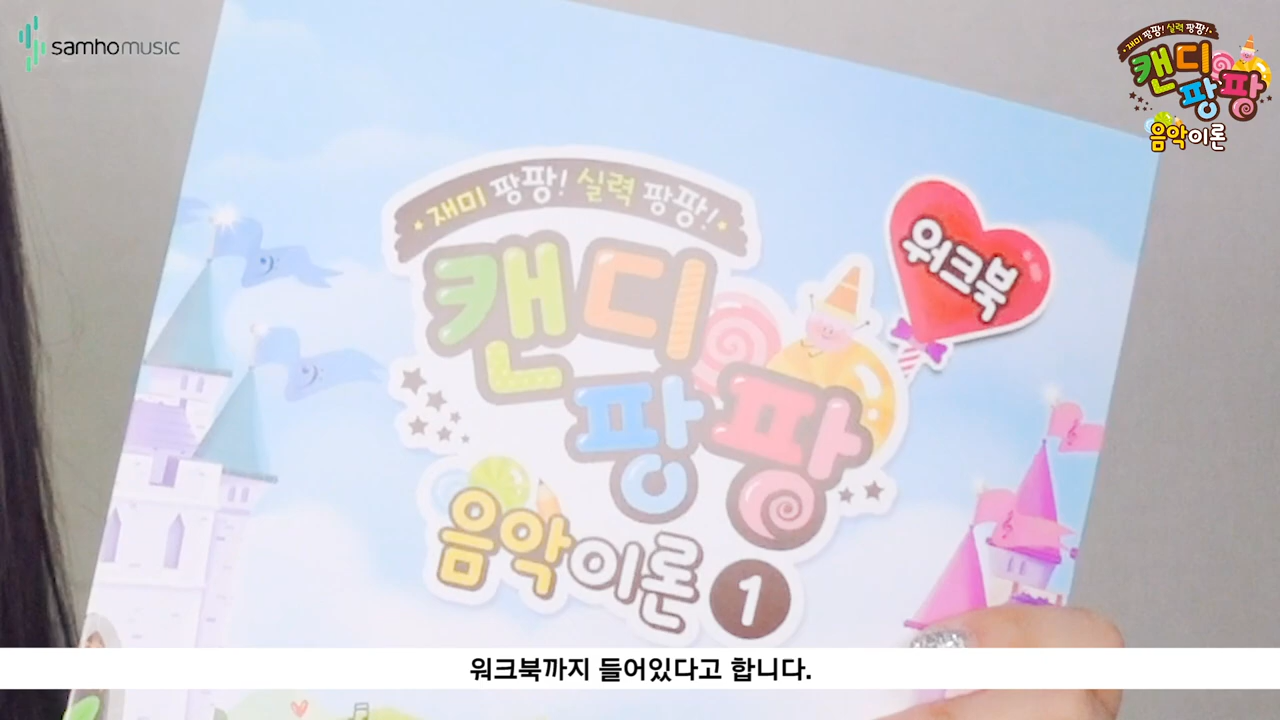 samhomusic
재미 팡팡! 실력 팡팡!
캔디
팡팡
음악이론
재미 팡팡! 실력 팡팡!
캔디
팡팡
음악이론 1
워크북
워크북까지 들어있다고 합니다.